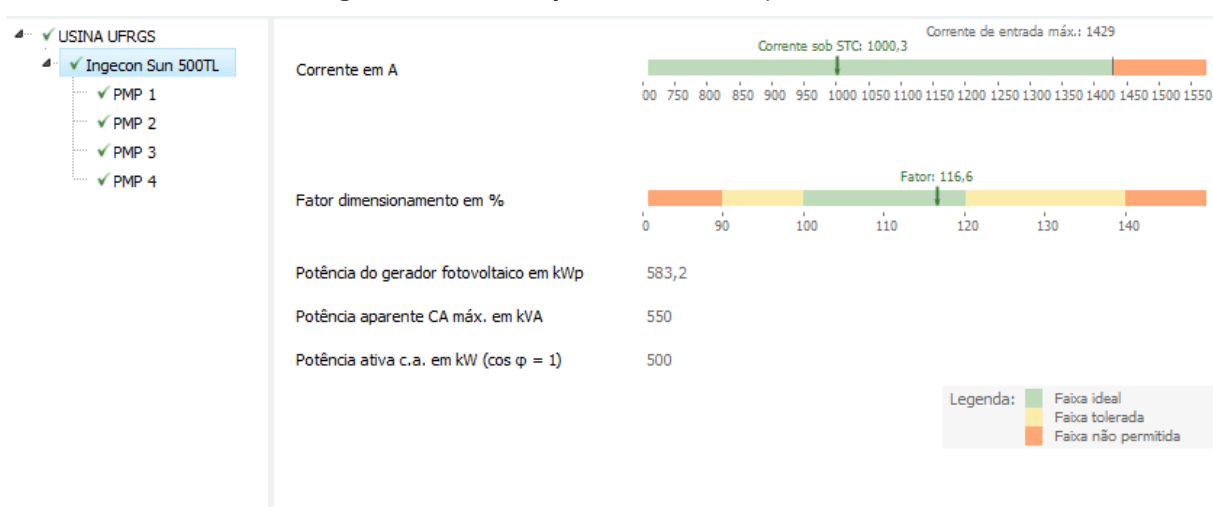 USINA UFRGS
Ingecon Sun 500TL
PMP 1
PMP 2
PMP 3
PMP 4
Corrente de entrada máx.: 1429
Corrente sob STC: 1000,3
Corrente em A
00 750 800 850 900 950 1000 1050 1100 1150 1200 1250 1300 1350 1400 1450 1500 1550
Fator: 116,6
Fator dimensionamento em %
0 90 100 110 120 130 140
Potência do gerador fotovoltaico em kWp 583,2
Potência aparente CA máx. em kVA 550
Potência ativa c.a. em kW (cos φ = 1) 500
Legenda: Faixa ideal
Faixa tolerada
Faixa não permitida